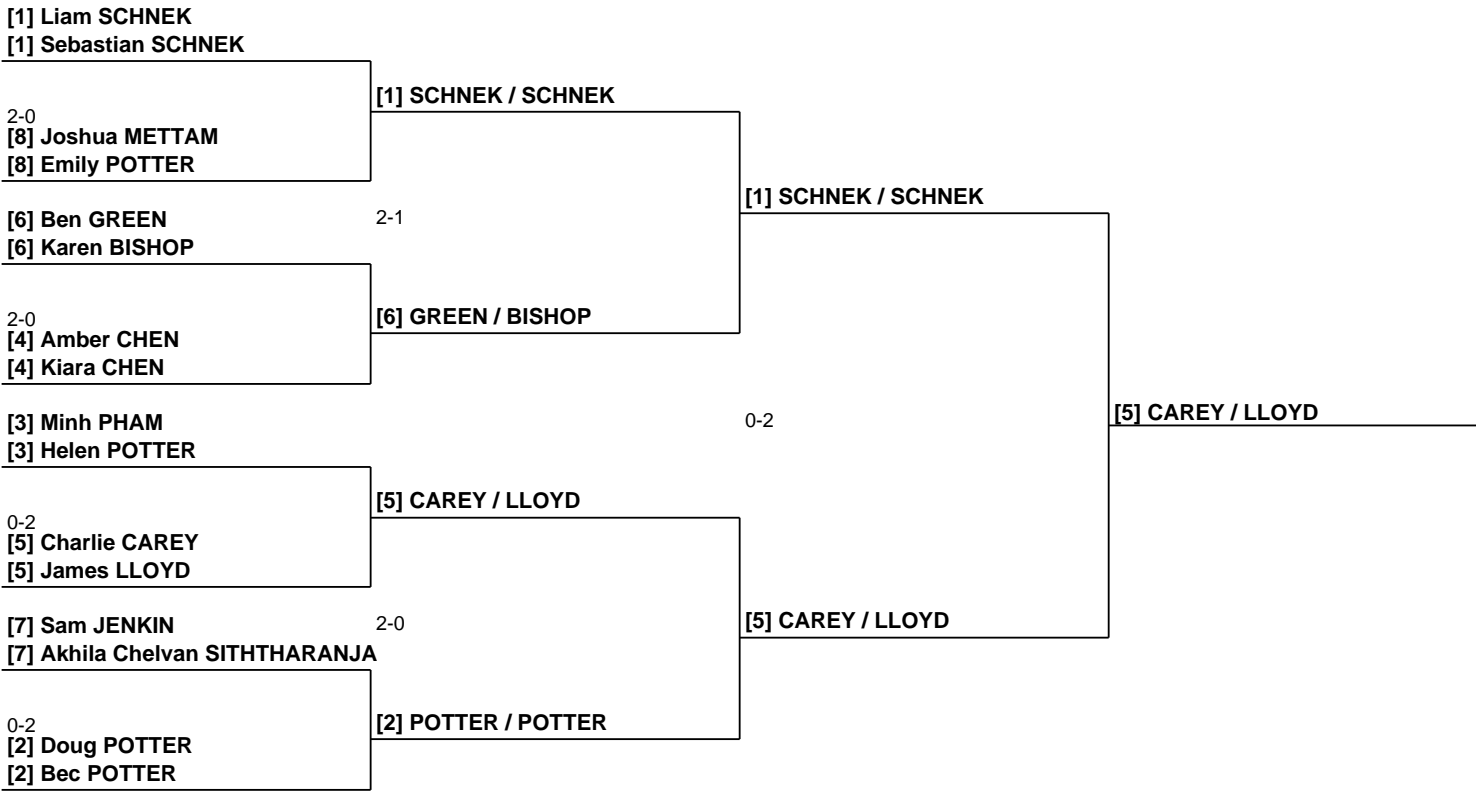 [1] Liam SCHNEK
[1] Sebastian SCHNEK
[1] SCHNEK / SCHNEK
2-0
[8] Joshua METTAM
[8] Emily POTTER
[1] SCHNEK / SCHNEK
[6] Ben GREEN
2-1
[6] Karen BISHOP
[6] GREEN / BISHOP
2-0
[4] Amber CHEN
[4] Kiara CHEN
[5] CAREY / LLOYD
[3] Minh PHAM
0-2
[3] Helen POTTER
[5] CAREY / LLOYD
0-2
[5] Charlie CAREY
[5] James LLOYD
[5] CAREY / LLOYD
[7] Sam JENKIN
2-0
[7] Akhila Chelvan SITHTHARANJA
[2] POTTER / POTTER
0-2
[2] Doug POTTER
[2] Bec POTTER